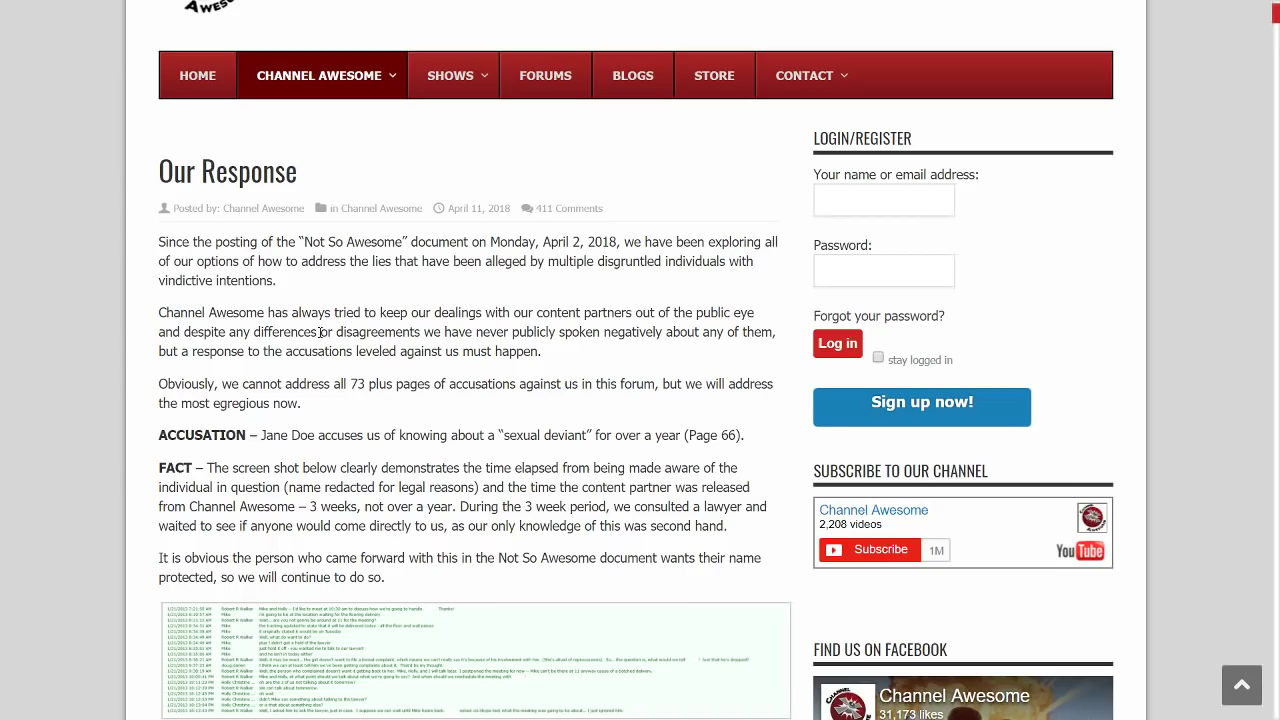 AWESO
HOME CHANNEL AWESOME SHOWS FORUMS BLOGS STORE CONTACT
Our Response
Posted by: Channel Awesome in Channel Awesome April 11, 2018 411 Comments
Since the posting of the “Not So Awesome” document on Monday, April 2, 2018, we have been exploring all
of our options of how to address the lies that have been alleged by multiple disgruntled individuals with
vindictive intentions.
Channel Awesome has always tried to keep our dealings with our content partners out of the public eye
and despite any differences or disagreements we have never publicly spoken negatively about any of them,
but a response to the accusations leveled against us must happen.
Obviously, we cannot address all 73 plus pages of accusations against us in this forum, but we will address
the most egregious now.
ACCUSATION – Jane Doe accuses us of knowing about a “sexual deviant” for over a year (Page 66).
FACT – The screen shot below clearly demonstrates the time elapsed from being made aware of the
individual in question (name redacted for legal reasons) and the time the content partner was released
from Channel Awesome – 3 weeks, not over a year. During the 3 week period, we consulted a lawyer and
waited to see if anyone would come directly to us, as our only knowledge of this was second hand.
It is obvious the person who came forward with this in the Not So Awesome document wants their name
protected, so we will continue to do so.
LOGIN/REGISTER
Your name or email address:
Password:
Forgot your password?
Log in
stay logged in
Sign up now!
SUBSCRIBE TO OUR CHANNEL
Channel Awesome
2,208 videos
Subscribe 1M
YouTube
FIND US ON FACEBOOK
Channel Awesome
31,173 likes